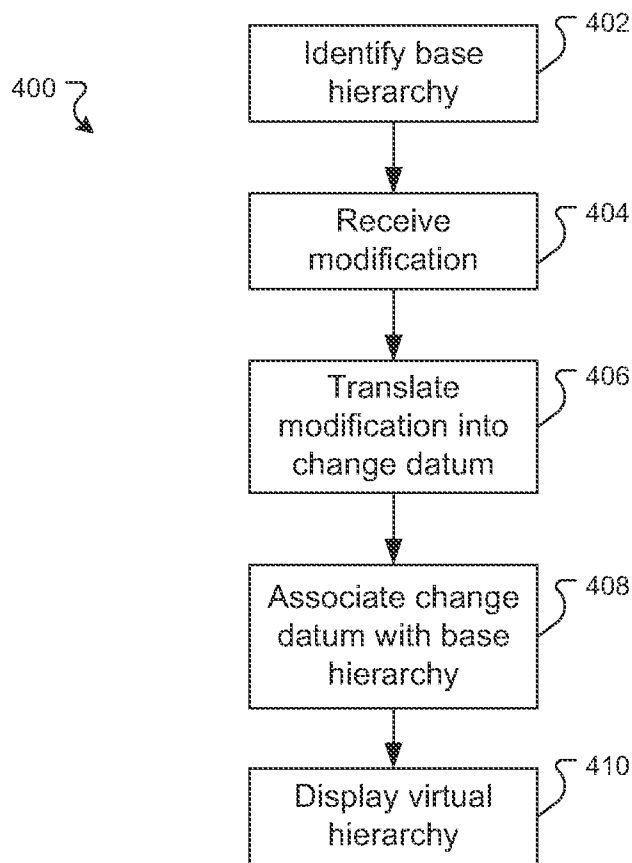 400
402
Identify base
hierarchy
404
Receive
modification
406
Translate
modification into
change datum
408
Associate change
datum with base
hierarchy
410
Display virtual
hierarchy